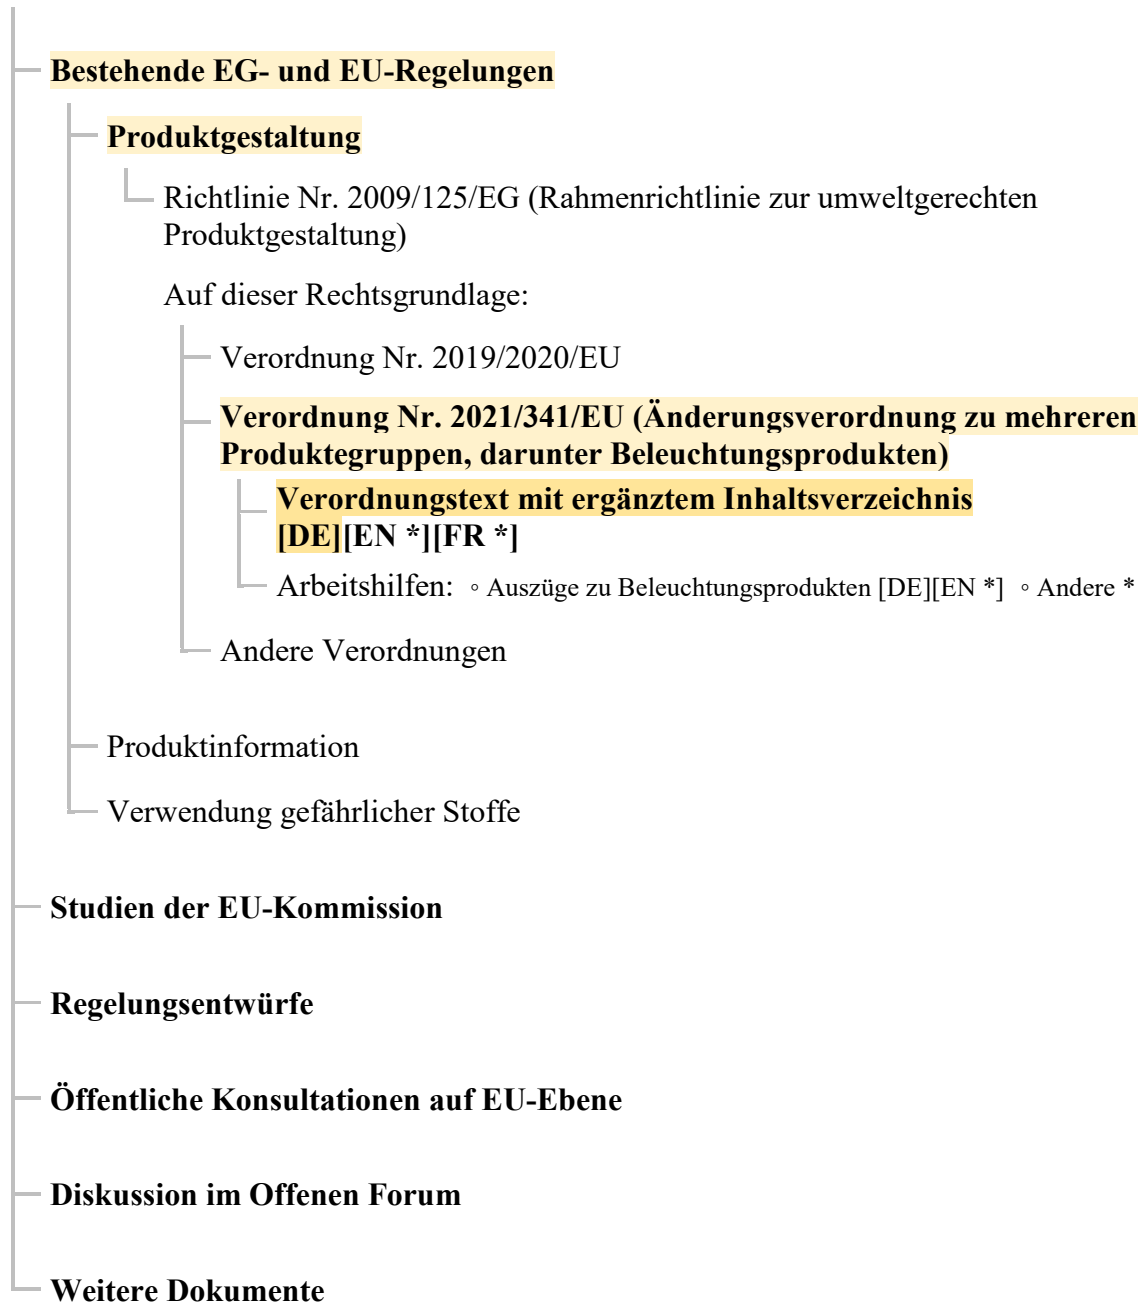 Bestehende EG- und EU-Regelungen
Produktgestaltung
Richtlinie Nr. 2009/125/EG (Rahmenrichtlinie zur umweltgerechten
Produktgestaltung)
Auf dieser Rechtsgrundlage:
Verordnung Nr. 2019/2020/EU
Verordnung Nr. 2021/341/EU (Änderungsverordnung zu mehreren
Produktegruppen, darunter Beleuchtungsprodukten)
Verordnungstext mit ergänztem Inhaltsverzeichnis
[DE][EN *][FR *]
Arbeitshilfen: ◦ Auszüge zu Beleuchtungsprodukten [DE][EN *] ◦ Andere *
Andere Verordnungen
Produktinformation
Verwendung gefährlicher Stoffe
Studien der EU-Kommission
Regelungsentwürfe
Öffentliche Konsultationen auf EU-Ebene
Diskussion im Offenen Forum
Weitere Dokumente